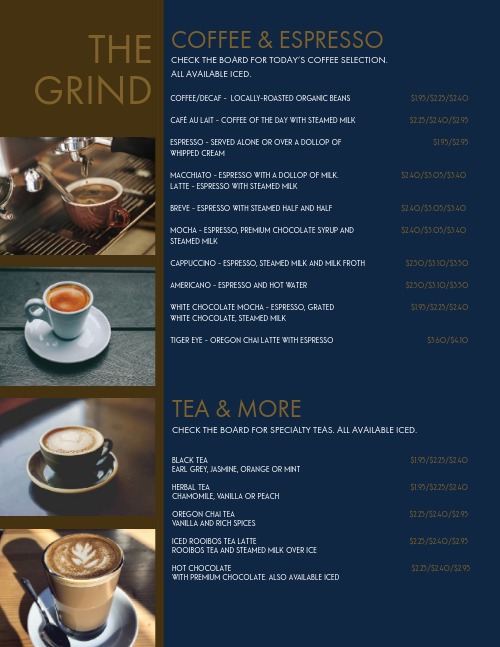 THE
GRIND
COFFEE & ESPRESSO
CHECK THE BOARD FOR TODAY'S COFFEE SELECTION.
ALL AVAILABLE ICED.
COFFEE/DECAF - LOCALLY-ROASTED ORGANIC BEANS $1.95/$2.25/$2.40
CAFÉ AU LAIT - COFFEE OF THE DAY WITH STEAMED MILK $2.25/$2.40/$2.95
ESPRESSO - SERVED ALONE OR OVER A DOLLOP OF $1.95/$2.95
WHIPPED CREAM
MACCHIATO - ESPRESSO WITH A DOLLOP OF MILK. $2.40/$3.05/$3.40
LATTE - ESPRESSO WITH STEAMED MILK
BREVE - ESPRESSO WITH STEAMED HALF AND HALF $2.40/$3.05/$3.40
MOCHA - ESPRESSO, PREMIUM CHOCOLATE SYRUP AND $2.40/$3.05/$3.40
STEAMED MILK
CAPPUCCINO - ESPRESSO, STEAMED MILK AND MILK FROTH $2.50/$3.10/$3.50
AMERICANO - ESPRESSO AND HOT WATER $2.50/$3.10/$3.50
WHITE CHOCOLATE MOCHA - ESPRESSO, GRATED $1.95/$2.25/$2.40
WHITE CHOCOLATE, STEAMED MILK
TIGER EYE - OREGON CHAI LATTE WITH ESPRESSO $3.60/$4.10
TEA & MORE
CHECK THE BOARD FOR SPECIALTY TEAS. ALL AVAILABLE ICED.
BLACK TEA $1.95/$2.25/$2.40
EARL GREY, JASMINE, ORANGE OR MINT
HERBAL TEA $1.95/$2.25/$2.40
CHAMOMILE, VANILLA OR PEACH
OREGON CHAI TEA $2.25/$2.40/$2.95
VANILLA AND RICH SPICES
ICED ROOIBOS TEA LATTE $2.25/$2.40/$2.95
ROOIBOS TEA AND STEAMED MILK OVER ICE
HOT CHOCOLATE $2.25/$2.40/$2.95
WITH PREMIUM CHOCOLATE. ALSO AVAILABLE ICED